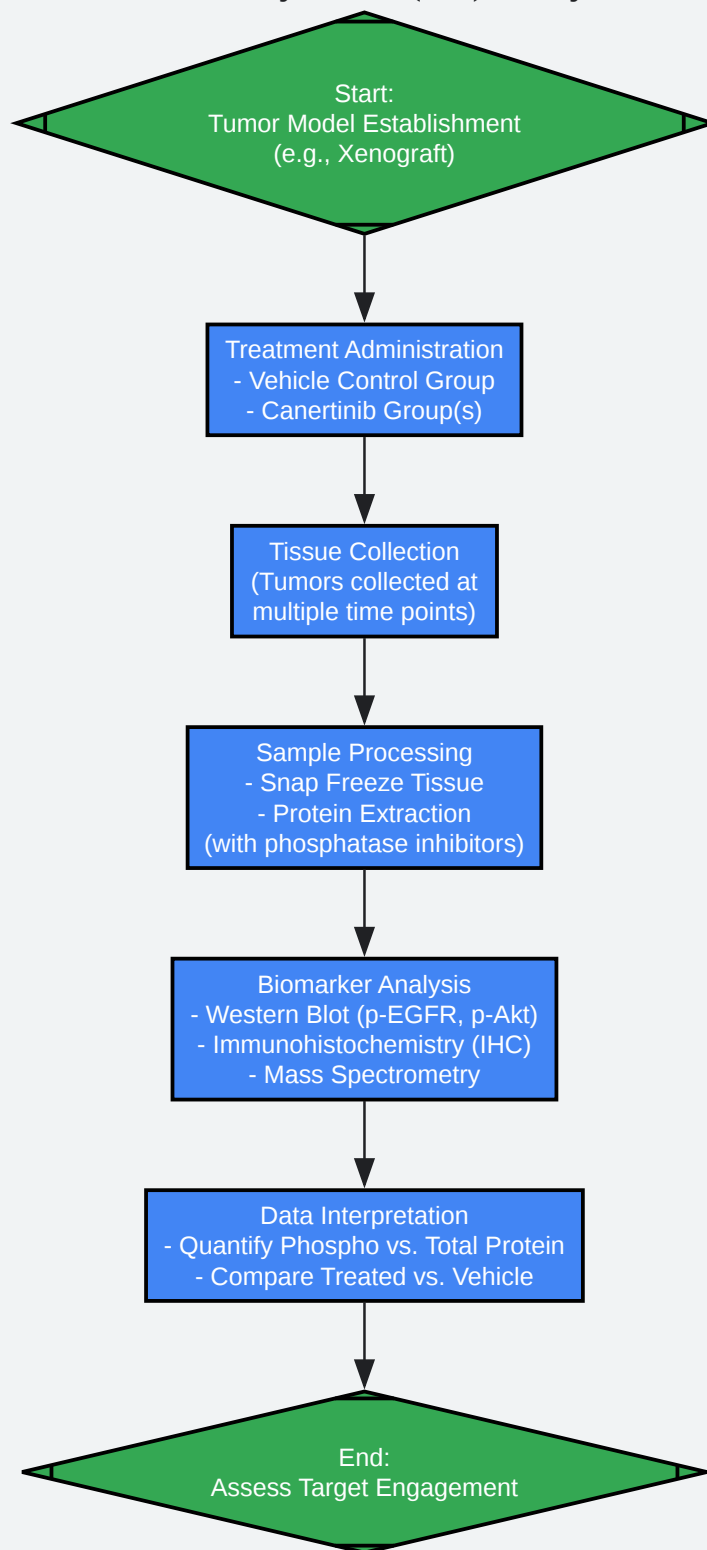 Start:
Tumor Model Establishment
(e.g., Xenograft)
Treatment Administration
- Vehicle Control Group
- Canertinib Group(s)
Tissue Collection
(Tumors collected at
multiple time points)
Sample Processing
- Snap Freeze Tissue
- Protein Extraction
(with phosphatase inhibitors)
Biomarker Analysis
- Western Blot (p-EGFR, p-Akt)
- Immunohistochemistry (IHC)
- Mass Spectrometry
Data Interpretation
- Quantify Phospho vs. Total Protein
- Compare Treated vs. Vehicle
End:
Assess Target Engagement